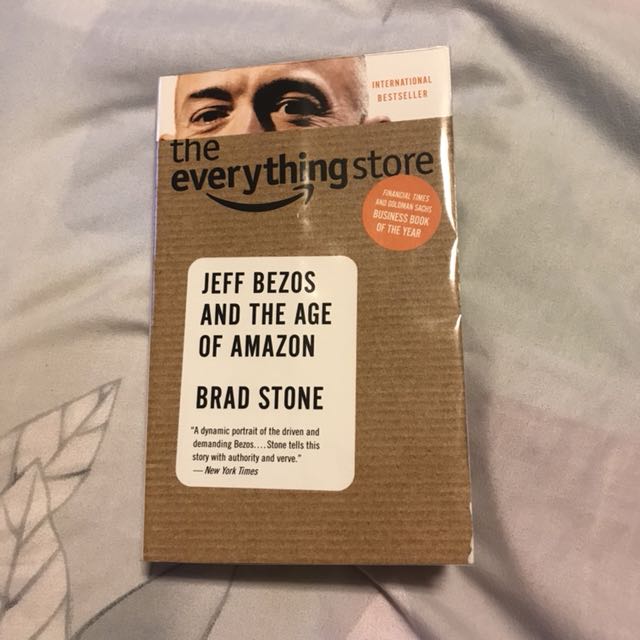 INTERNATIONAL
BESTSELLER
the
everything store
FINANCIAL TIMES
AND GOLDMAN SACHS
BUSINESS BOOK
OF THE YEAR
JEFF BEZOS
AND THE AGE
OF AMAZON
BRAD STONE
"A dynamic portrait of the driven and
demanding Bezos.... Stone tells this
story with authority and verve."
— New York Times